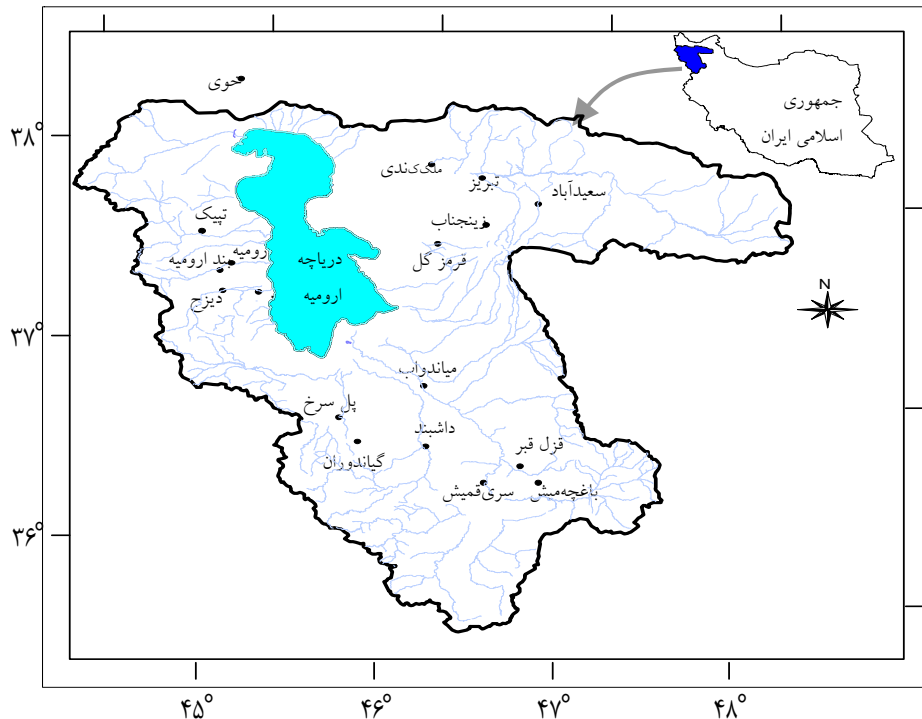 خوی
جمهوری
اسلامی ایران
۳۸°
ملک‌کندی
تبریز
سعیدآباد
تپیک
زینجناب
ارومیه
بند ارومیه
قرمز گل
دریاچه
ارومیه
دیزج
N
۳۷°
میاندواب
پل سرخ
داشبند
قزل قبر
گیاندوران
سری‌قمیش
باغچه‌مش
۳۶°
۴۵°
۴۶°
۴۷°
۴۸°